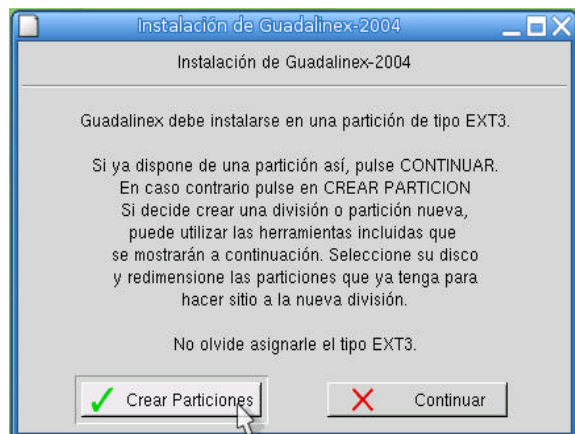 Instalación de Guadalinex-2004
Instalación de Guadalinex-2004
Guadalinex debe instalarse en una partición de tipo EXT3.
Si ya dispone de una partición así, pulse CONTINUAR.
En caso contrario pulse en CREAR PARTICION
Si decide crear una división o partición nueva,
puede utilizar las herramientas incluidas que
se mostrarán a continuación. Seleccione su disco
y redimensione las particiones que ya tenga para
hacer sitio a la nueva división.
No olvide asignarle el tipo EXT3.
Crear Particiones
Continuar